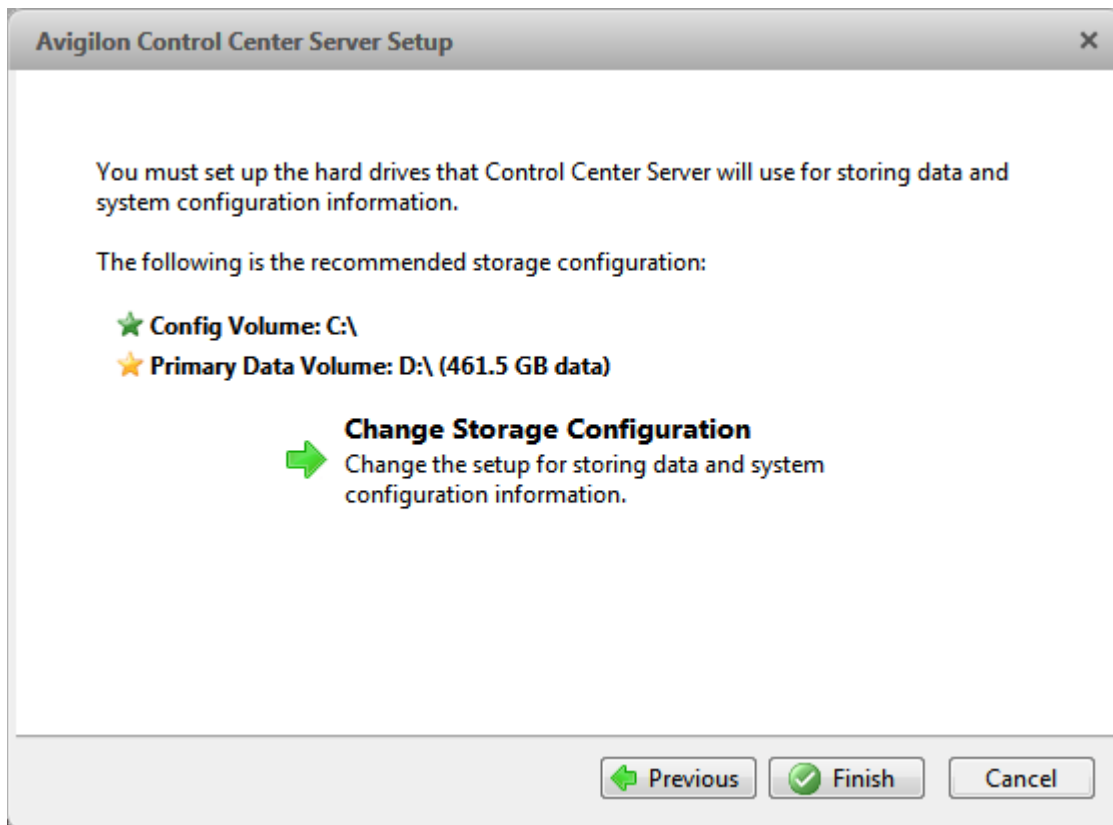 Avigilon Control Center Server Setup
You must set up the hard drives that Control Center Server will use for storing data and
system configuration information.
The following is the recommended storage configuration:
Config Volume: C:\
Primary Data Volume: D:\ (461.5 GB data)
Change Storage Configuration
Change the setup for storing data and system
configuration information.
Previous
Finish
Cancel